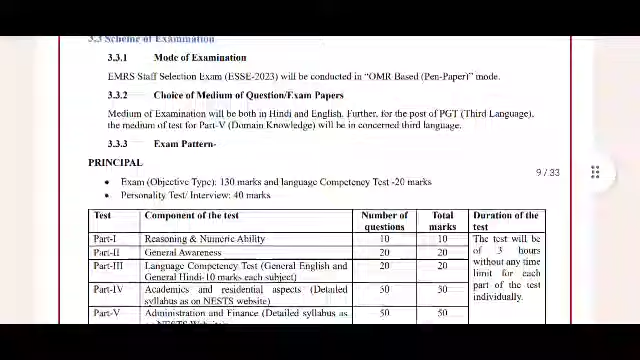 3.3 Scheme of Examination
3.3.1 Mode of Examination
EMRS Staff Selection Exam (ESSE-2023) will be conducted in “OMR Based (Pen-Paper)” mode.
3.3.2 Choice of Medium of Question/Exam Papers
Medium of Examination will be both in Hindi and English. Further, for the post of PGT (Third Language),
the medium of test for Part-V (Domain Knowledge) will be in concerned third language.
3.3.3 Exam Pattern-
9 / 33
PRINCIPAL
• Exam (Objective Type): 130 marks and language Competency Test -20 marks
• Personality Test/ Interview: 40 marks
Test Component of the test Number of questions Total marks Duration of the test
Part-I Reasoning & Numeric Ability 10 10 The test will be
Part-II General Awareness 20 20 of 3 hours
Part-III Language Competency Test (General English and 20 20 without any time
General Hindi-10 marks each subject) limit for each
Part-IV Academics and residential aspects (Detailed 50 50 part of the test
syllabus as on NESTS website) individually.
Part-V Administration and Finance (Detailed syllabus as 50 50
on NESTS Website